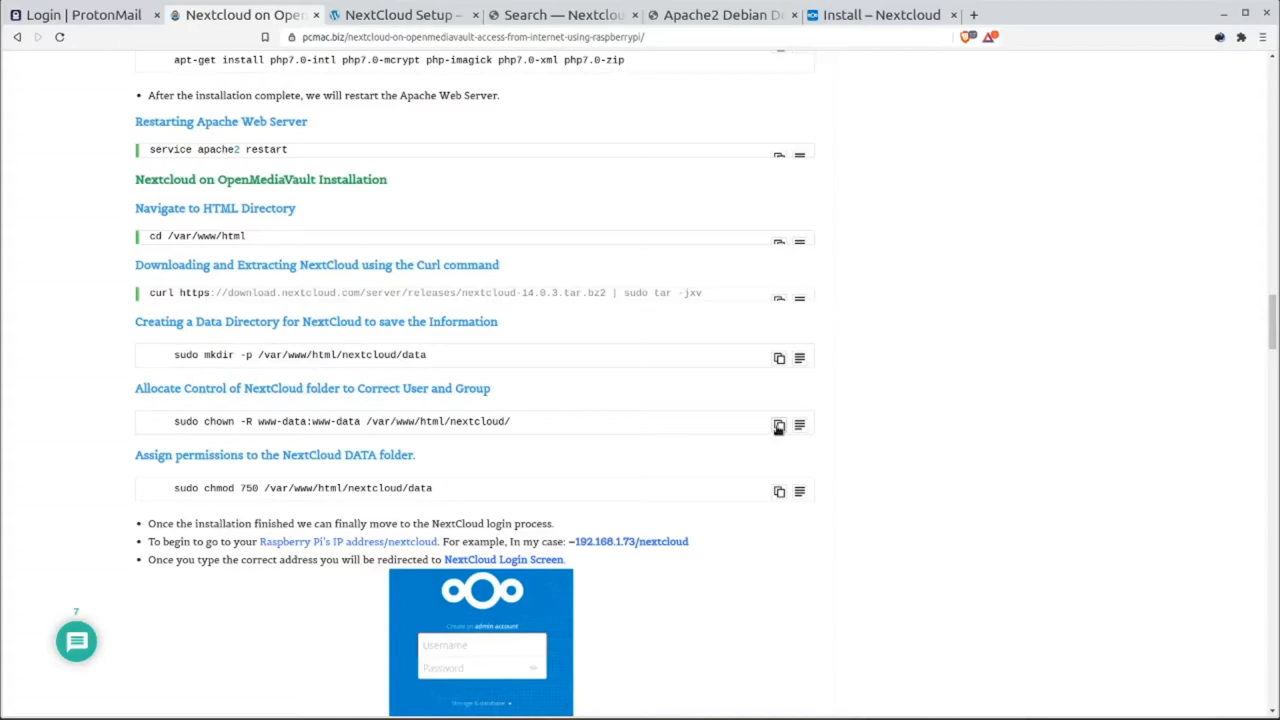 Login | ProtonMail
Nextcloud on Open
NextCloud Setup –
Search — Nextclou
Apache2 Debian D
Install – Nextcloud
pcmac.biz/nextcloud-on-openmediavault-access-from-internet-using-raspberrypi/
apt-get install php7.0-intl php7.0-mcrypt php-imagick php7.0-xml php7.0-zip
• After the installation complete, we will restart the Apache Web Server.
Restarting Apache Web Server
service apache2 restart
Nextcloud on OpenMediaVault Installation
Navigate to HTML Directory
cd /var/www/html
Downloading and Extracting NextCloud using the Curl command
curl https://download.nextcloud.com/server/releases/nextcloud-14.0.3.tar.bz2 | sudo tar -jxv
Creating a Data Directory for NextCloud to save the Information
sudo mkdir -p /var/www/html/nextcloud/data
Allocate Control of NextCloud folder to Correct User and Group
sudo chown -R www-data:www-data /var/www/html/nextcloud/
Assign permissions to the NextCloud DATA folder.
sudo chmod 750 /var/www/html/nextcloud/data
• Once the installation finished we can finally move to the NextCloud login process.
• To begin to go to your Raspberry Pi's IP address/nextcloud. For example, In my case: –192.168.1.73/nextcloud
• Once you type the correct address you will be redirected to NextCloud Login Screen.
Create an admin account
Username
Password
Storage & database
7